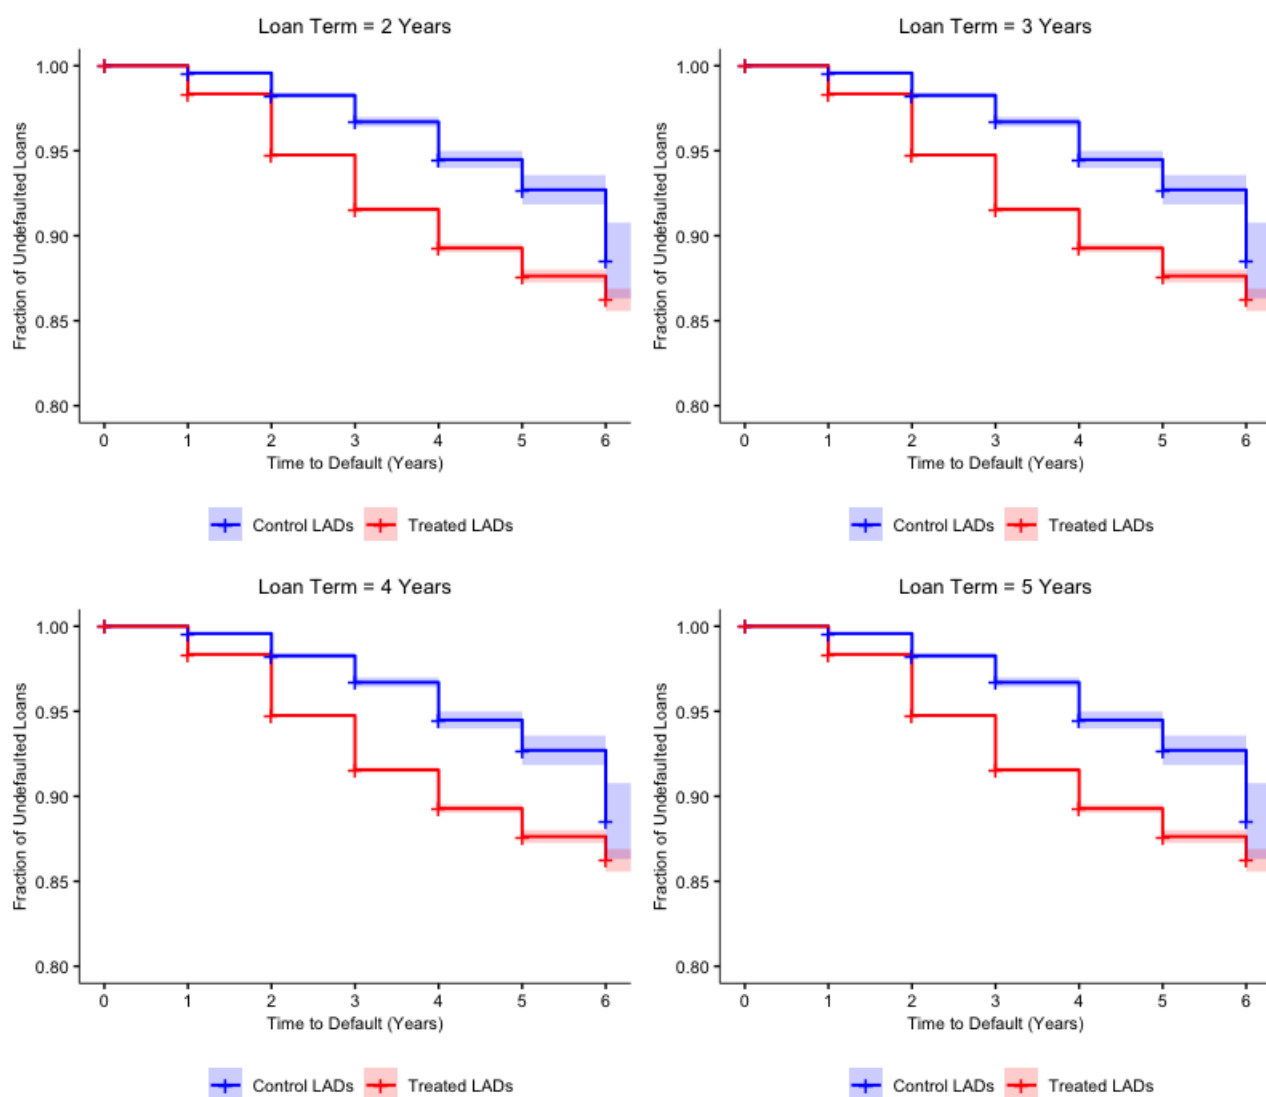 Loan Term = 2 Years
Fraction of Undefaulted Loans
1.00
0.95
0.90
0.85
0.80
0 1 2 3 4 5 6
Time to Default (Years)
Control LADs Treated LADs
Loan Term = 3 Years
Fraction of Undefaulted Loans
1.00
0.95
0.90
0.85
0.80
0 1 2 3 4 5 6
Time to Default (Years)
Control LADs Treated LADs
Loan Term = 4 Years
Fraction of Undefaulted Loans
1.00
0.95
0.90
0.85
0.80
0 1 2 3 4 5 6
Time to Default (Years)
Control LADs Treated LADs
Loan Term = 5 Years
Fraction of Undefaulted Loans
1.00
0.95
0.90
0.85
0.80
0 1 2 3 4 5 6
Time to Default (Years)
Control LADs Treated LADs